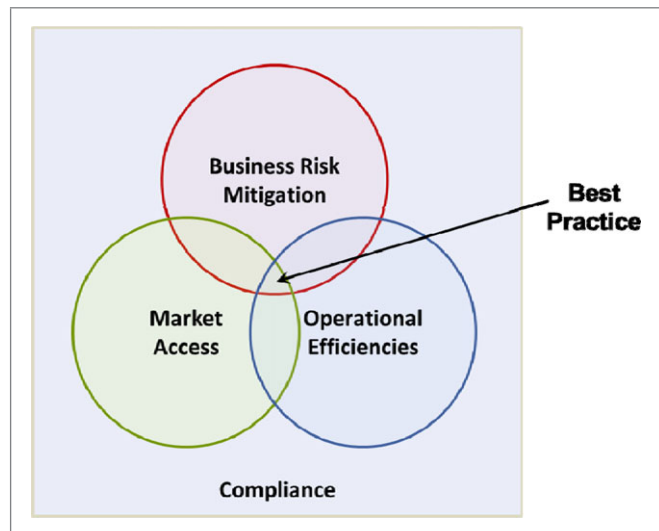 Business Risk
Mitigation
Best
Practice
Market
Access
Operational
Efficiencies
Compliance